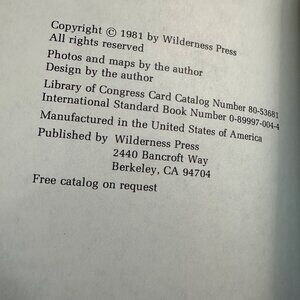 Copyright © 1981 by Wilderness Press
All rights reserved
Photos and maps by the author
Design by the author
Library of Congress Card Catalog Number 80-53681
International Standard Book Number 0-89997-004-4
Manufactured in the United States of America
Published by Wilderness Press
2440 Bancroft Way
Berkeley, CA 94704
Free catalog on request